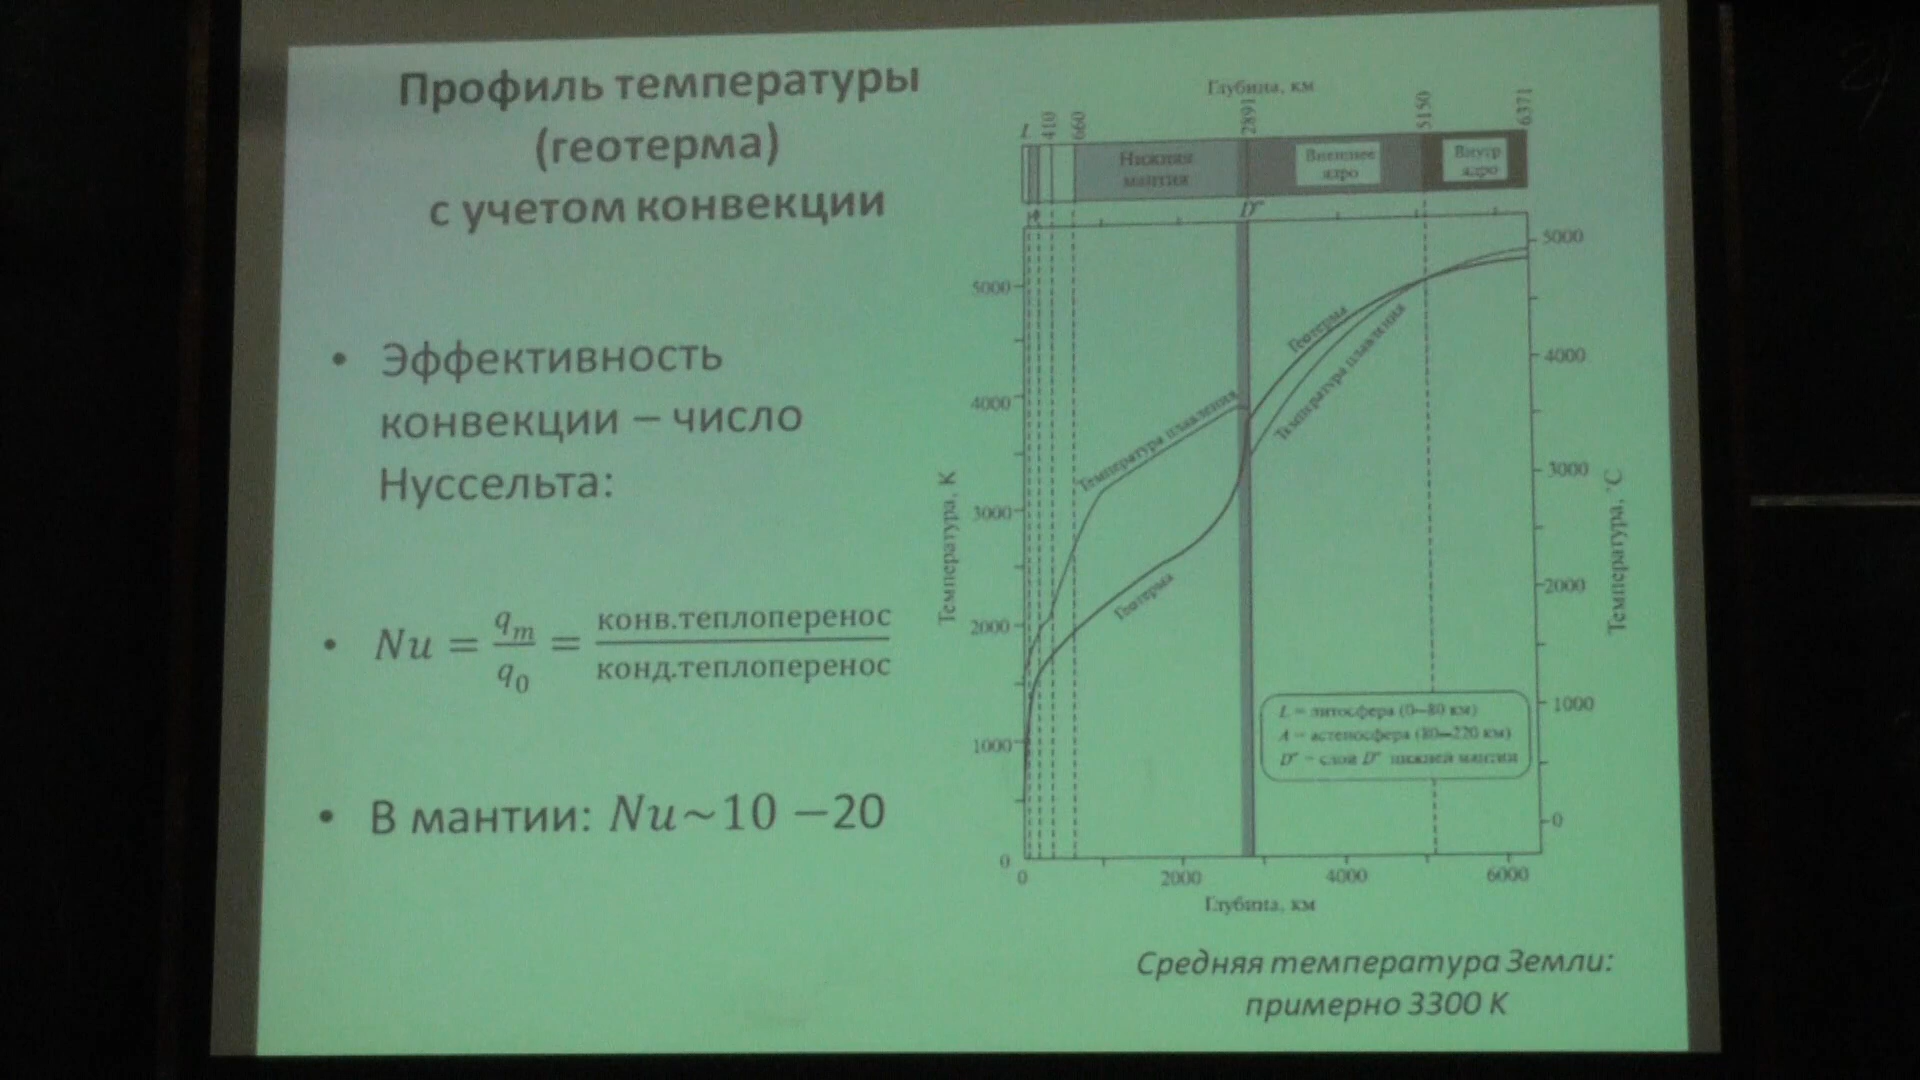 Профиль температуры
(геотерма)
с учетом конвекции
• Эффективность
конвекции – число
Нуссельта:
• Nu = q_m / q_0 = конв.теплоперенос / конд.теплоперенос
• В мантии: Nu~10 −20
Глубина, км
L 410 660 2891 5150 6371
Нижняя
мантия
Внешнее
ядро
Внутр
ядро
D″
5000
4000
3000
2000
1000
0
Температура, К
5000
4000
3000
2000
1000
0
Температура, °С
Геотерма
Температура плавления
Температура плавления
Геотерма
L – литосфера (0–80 км)
A – астеносфера (80–220 км)
D″ – слой D″ нижней мантии
0 2000 4000 6000
Глубина, км
Средняя температура Земли:
примерно 3300 К